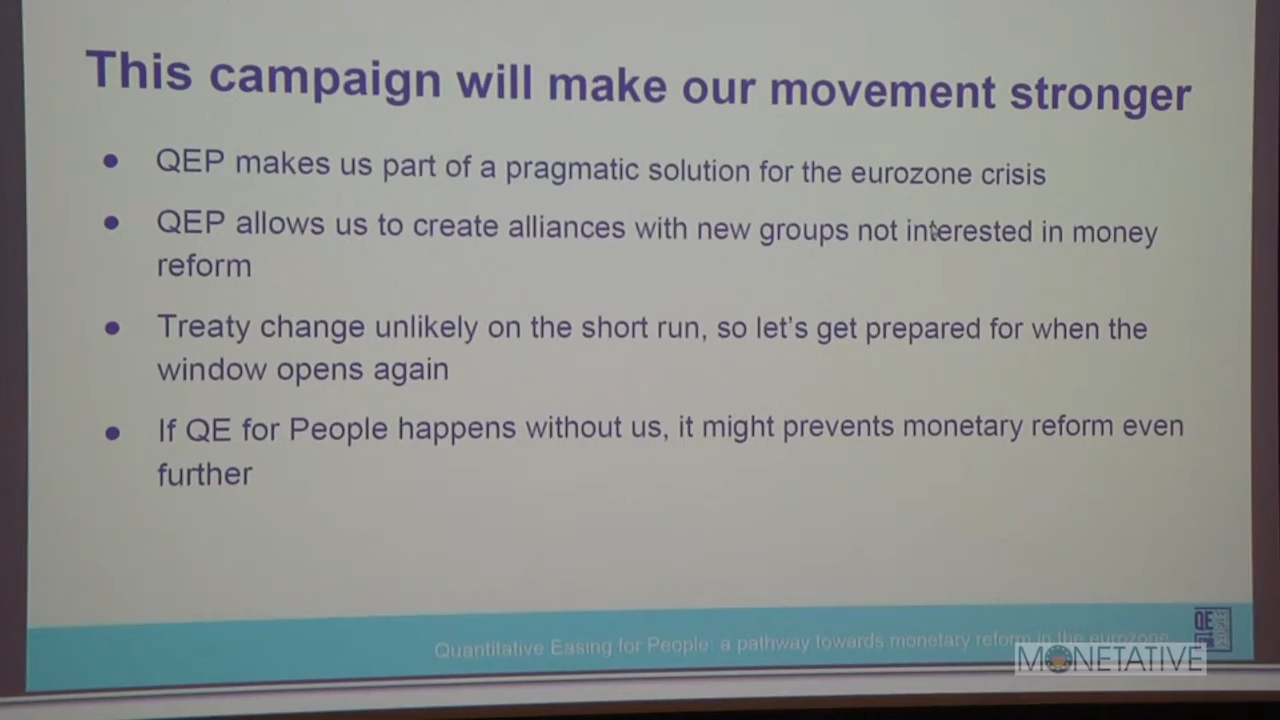 This campaign will make our movement stronger
● QEP makes us part of a pragmatic solution for the eurozone crisis
● QEP allows us to create alliances with new groups not interested in money
reform
● Treaty change unlikely on the short run, so let's get prepared for when the
window opens again
● If QE for People happens without us, it might prevents monetary reform even
further
Quantitative Easing for People: a pathway towards monetary reform in the eurozone
QE
PEOPLE
MONETATIVE